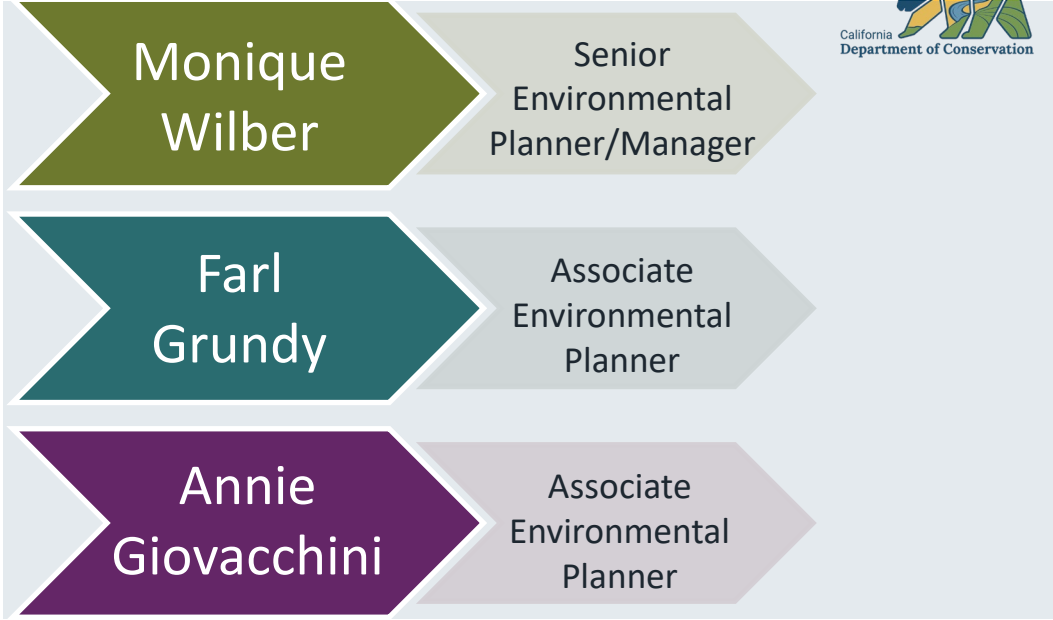 Monique
Wilber
Senior
Environmental
Planner/Manager
California
Department of Conservation
Farl
Grundy
Associate
Environmental
Planner
Annie
Giovacchini
Associate
Environmental
Planner